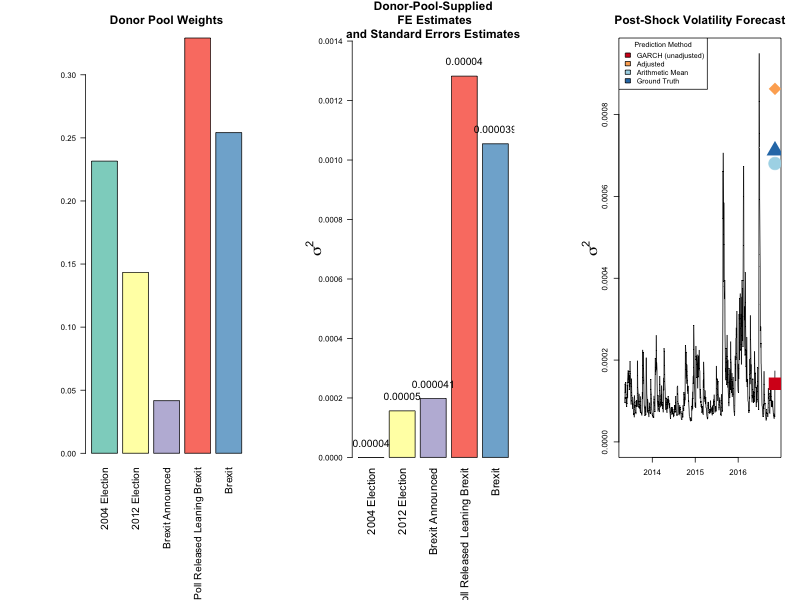 Donor Pool Weights
0.00
0.05
0.10
0.15
0.20
0.25
0.30
2004 Election
2012 Election
Brexit Announced
Poll Released Leaning Brexit
Brexit
Donor-Pool-Supplied
FE Estimates
and Standard Errors Estimates
σ²
0.0000
0.0002
0.0004
0.0006
0.0008
0.0010
0.0012
0.0014
0.00004
0.00005
0.000041
0.00004
0.000039
2004 Election
2012 Election
Brexit Announced
oll Released Leaning Brexit
Brexit
Post-Shock Volatility Forecast
σ²
0.0000
0.0002
0.0004
0.0006
0.0008
Prediction Method
GARCH (unadjusted)
Adjusted
Arithmetic Mean
Ground Truth
2014
2015
2016